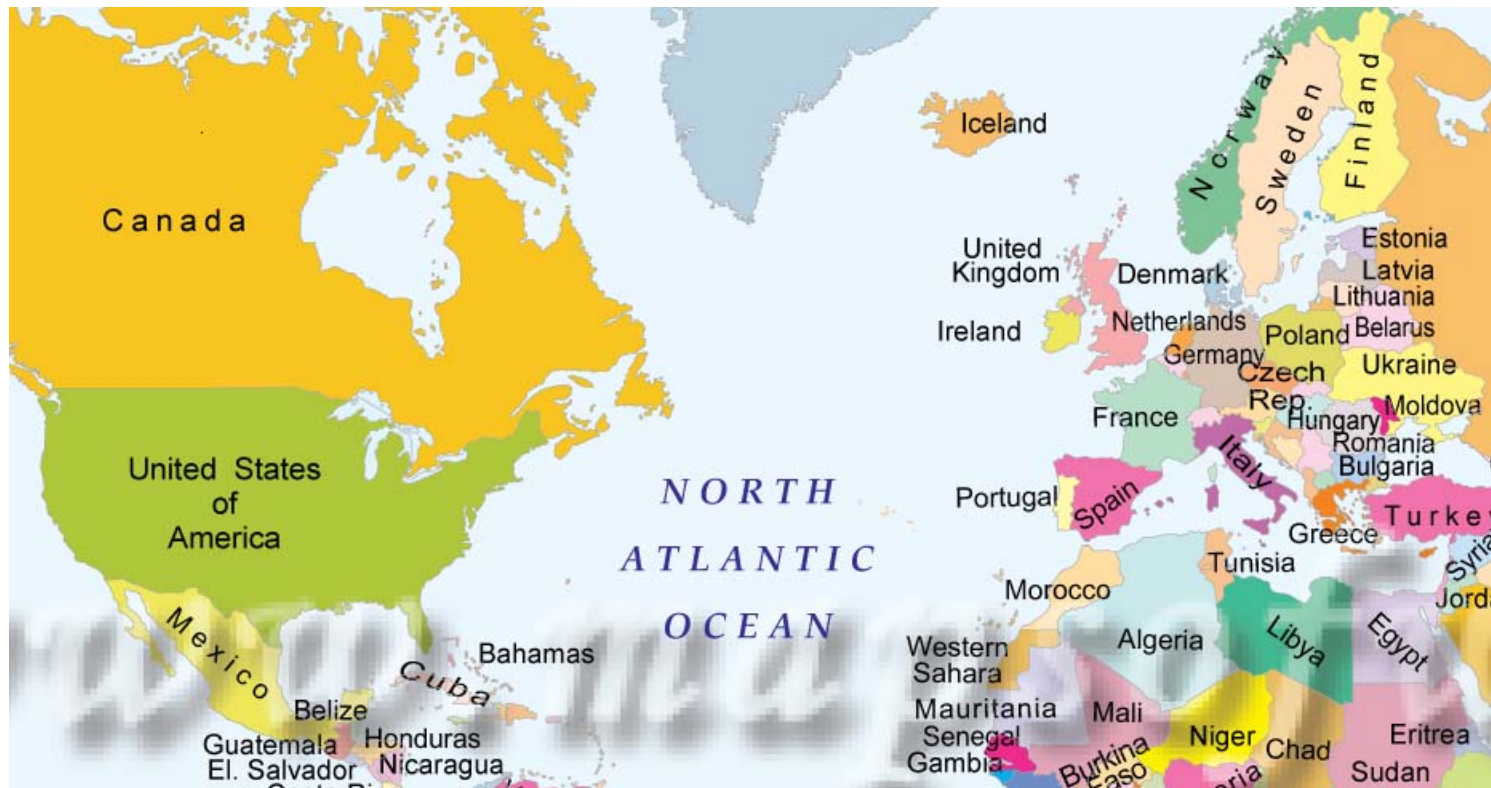 Canada
United States
of
America
Mexico
Belize
Guatemala
El. Salvador
Honduras
Nicaragua
Cuba
Bahamas
NORTH
ATLANTIC
OCEAN
Iceland
Norway
Sweden
Finland
United
Kingdom
Ireland
Denmark
Netherlands
Germany
Poland
Czech
Rep.
Estonia
Latvia
Lithuania
Belarus
Ukraine
Moldova
Hungary
Romania
Bulgaria
France
Italy
Portugal
Spain
Greece
Turkey
Syria
Jorda
Morocco
Tunisia
Algeria
Libya
Egypt
Western
Sahara
Mauritania
Senegal
Gambia
Mali
Burkina
Faso
Niger
Chad
Sudan
Eritrea